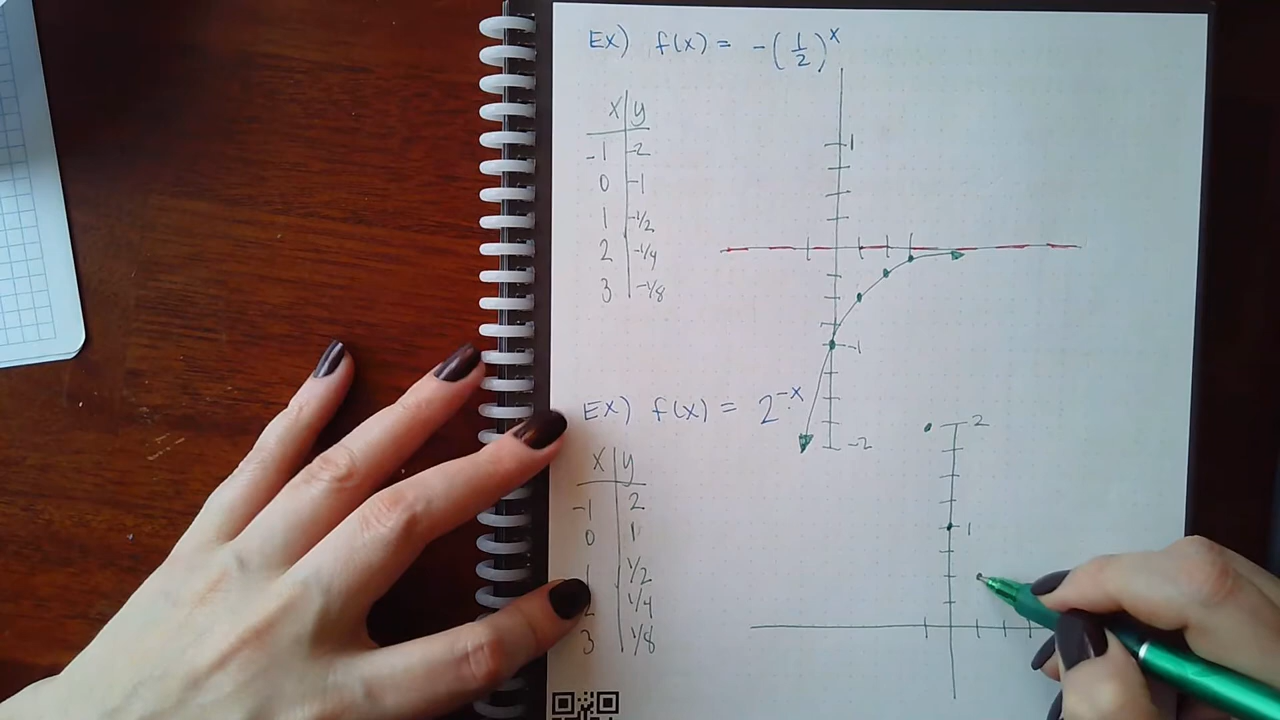 EX) f(x) = -(1/2)^x
x | y
-1 | -2
0 | -1
1 | -1/2
2 | -1/4
3 | -1/8
1
-1
-2
EX) f(x) = 2^-x
x | y
-1 | 2
0 | 1
1 | 1/2
2 | 1/4
3 | 1/8
2
1